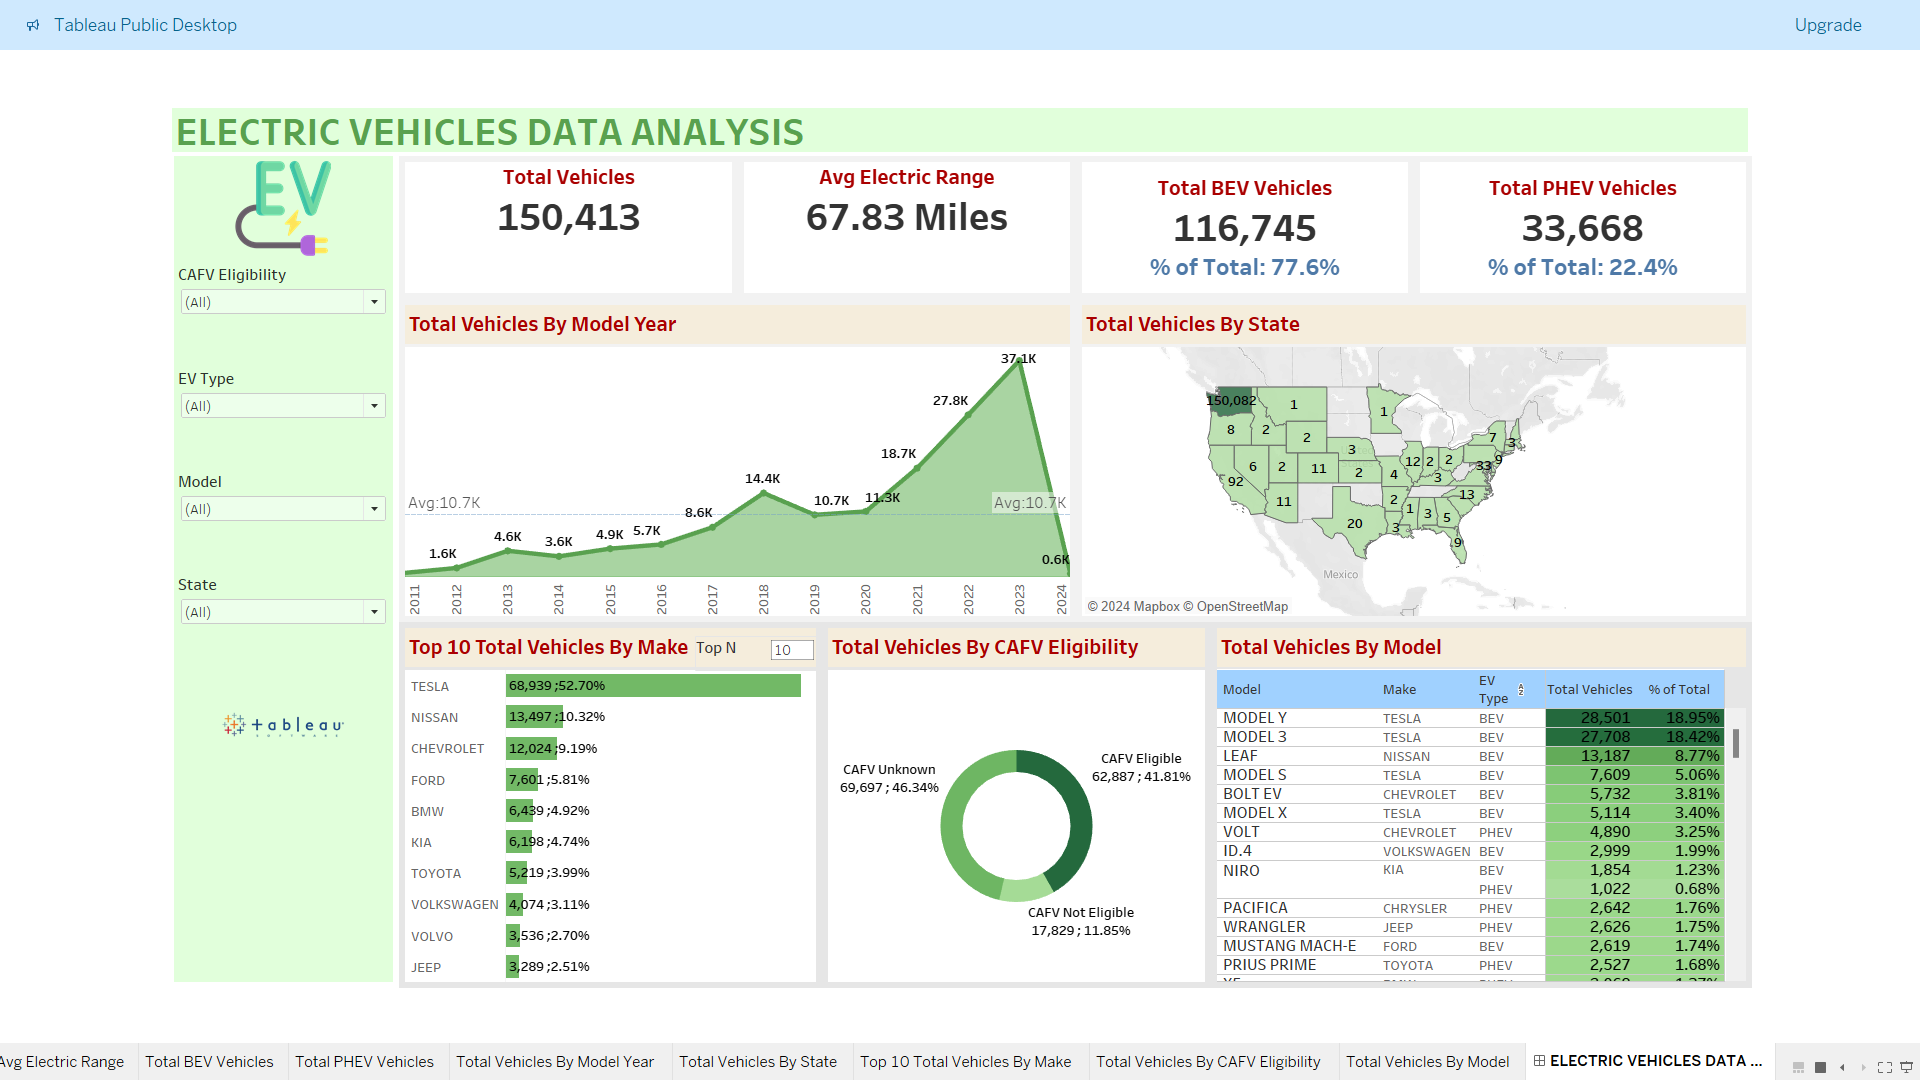 Tableau Public Desktop
Upgrade
ELECTRIC VEHICLES DATA ANALYSIS
EV
CAFV Eligibility
(All)
EV Type
(All)
Model
(All)
State
(All)
+ableau
SOFTWARE
Total Vehicles
150,413
Avg Electric Range
67.83 Miles
Total BEV Vehicles
116,745
% of Total: 77.6%
Total PHEV Vehicles
33,668
% of Total: 22.4%
Total Vehicles By Model Year
37.1K
27.8K
18.7K
14.4K
10.7K
11.3K
8.6K
5.7K
4.9K
3.6K
4.6K
1.6K
0.6K
Avg:10.7K
Avg:10.7K
2011
2012
2013
2014
2015
2016
2017
2018
2019
2020
2021
2022
2023
2024
Total Vehicles By State
150,082
1
1
8
2
2
3
7
3
92
6
2
11
2
4
12
2
2
3
33
9
11
2
13
20
3
1
3
5
9
Mexico
© 2024 Mapbox © OpenStreetMap
Top 10 Total Vehicles By Make
Top N
10
TESLA 68,939 ;52.70%
NISSAN 13,497 ;10.32%
CHEVROLET 12,024 ;9.19%
FORD 7,601 ;5.81%
BMW 6,439 ;4.92%
KIA 6,198 ;4.74%
TOYOTA 5,219 ;3.99%
VOLKSWAGEN 4,074 ;3.11%
VOLVO 3,536 ;2.70%
JEEP 3,289 ;2.51%
Total Vehicles By CAFV Eligibility
CAFV Unknown
69,697 ; 46.34%
CAFV Eligible
62,887 ; 41.81%
CAFV Not Eligible
17,829 ; 11.85%
Total Vehicles By Model
Model Make EV Type Total Vehicles % of Total
MODEL Y TESLA BEV 28,501 18.95%
MODEL 3 TESLA BEV 27,708 18.42%
LEAF NISSAN BEV 13,187 8.77%
MODEL S TESLA BEV 7,609 5.06%
BOLT EV CHEVROLET BEV 5,732 3.81%
MODEL X TESLA BEV 5,114 3.40%
VOLT CHEVROLET PHEV 4,890 3.25%
ID.4 VOLKSWAGEN BEV 2,999 1.99%
NIRO KIA BEV 1,854 1.23%
PHEV 1,022 0.68%
PACIFICA CHRYSLER PHEV 2,642 1.76%
WRANGLER JEEP PHEV 2,626 1.75%
MUSTANG MACH-E FORD BEV 2,619 1.74%
PRIUS PRIME TOYOTA PHEV 2,527 1.68%
Avg Electric Range
Total BEV Vehicles
Total PHEV Vehicles
Total Vehicles By Model Year
Total Vehicles By State
Top 10 Total Vehicles By Make
Total Vehicles By CAFV Eligibility
Total Vehicles By Model
ELECTRIC VEHICLES DATA ...